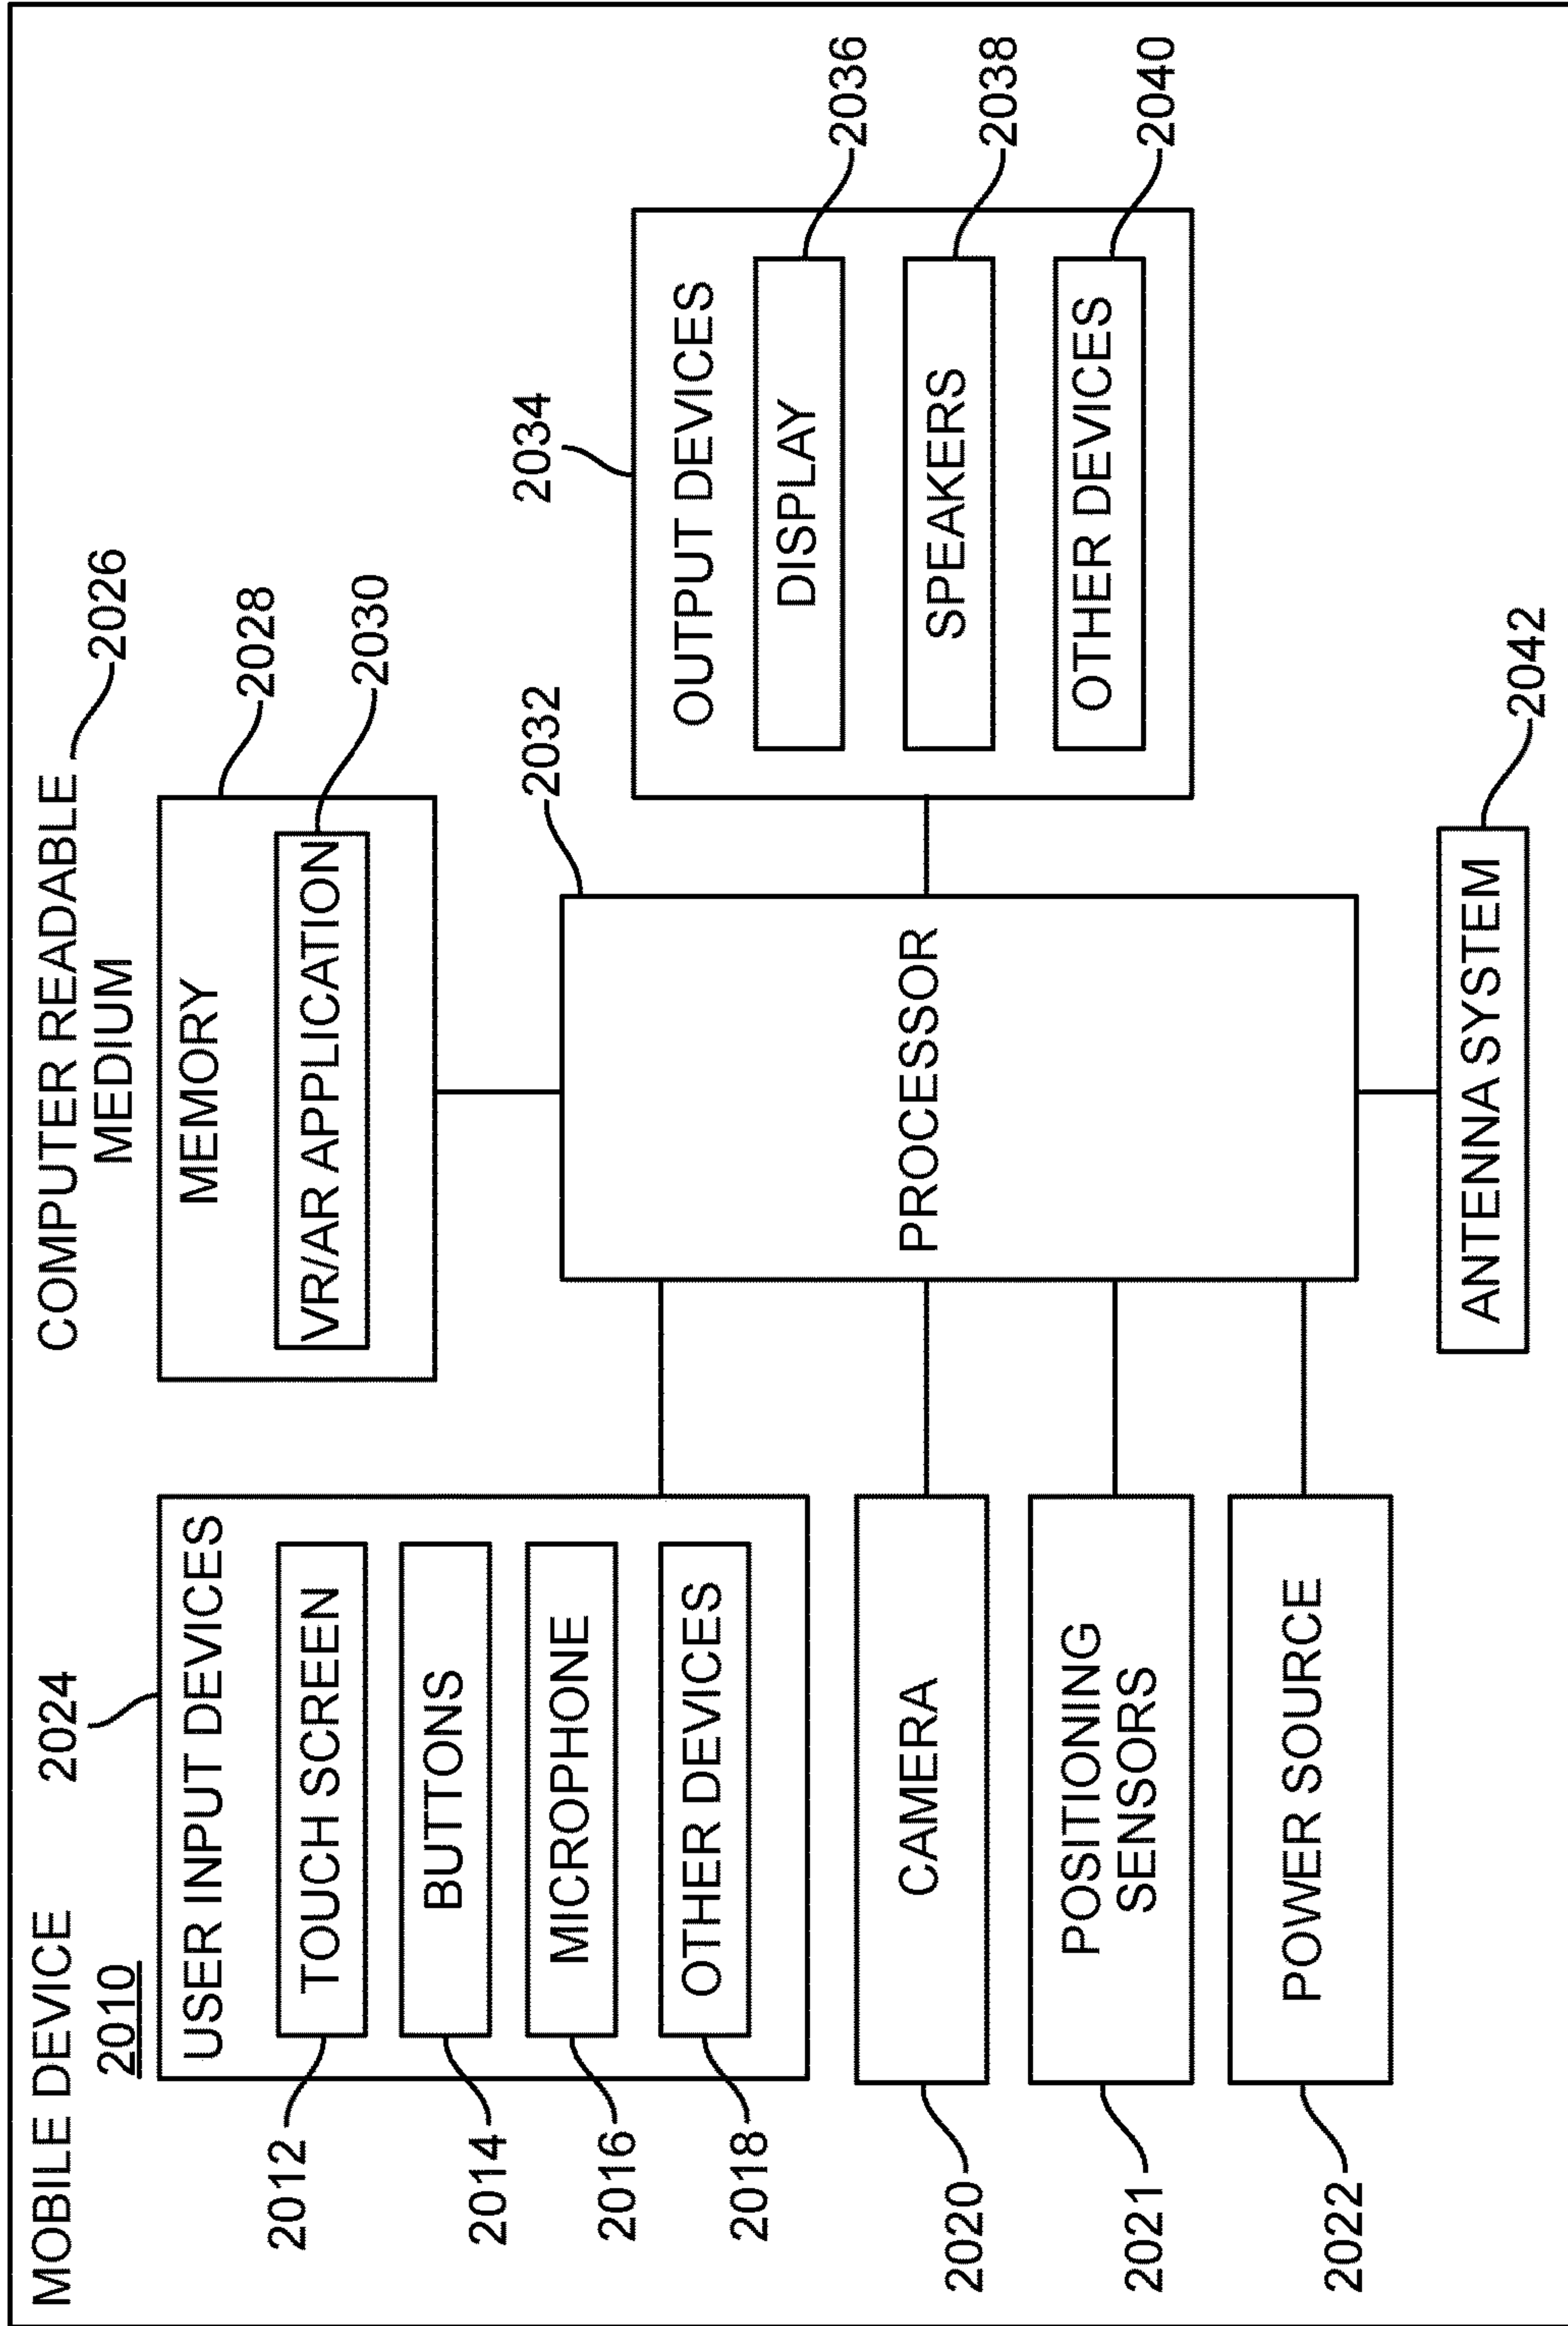 MOBILE DEVICE
2010
2024
USER INPUT DEVICES
TOUCH SCREEN
2012
BUTTONS
2014
MICROPHONE
2016
OTHER DEVICES
2018
CAMERA
2020
POSITIONING
SENSORS
2021
POWER SOURCE
2022
COMPUTER READABLE
MEDIUM
2026
MEMORY
2028
VR/AR APPLICATION
2030
PROCESSOR
2032
OUTPUT DEVICES
2034
DISPLAY
2036
SPEAKERS
2038
OTHER DEVICES
2040
ANTENNA SYSTEM
2042